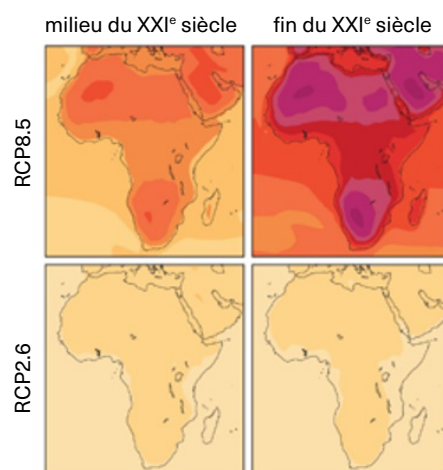 milieu du XXIᵉ siècle
fin du XXIᵉ siècle
RCP8.5
RCP2.6